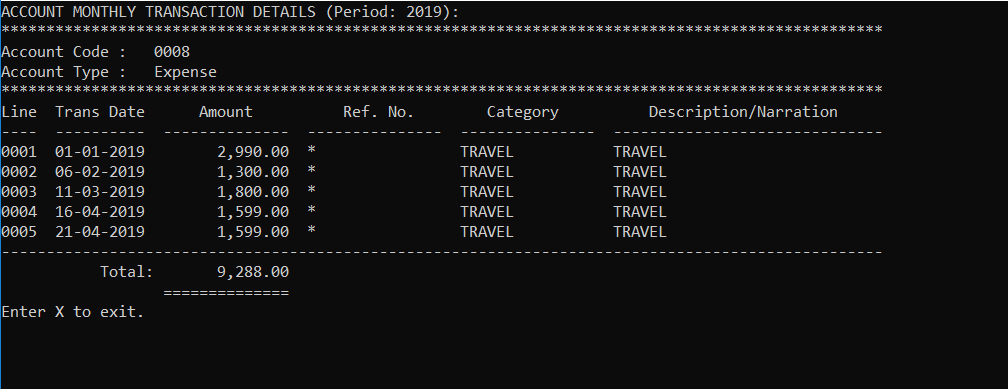 ACCOUNT MONTHLY TRANSACTION DETAILS (Period: 2019):
**************************************************************************************************
Account Code :   0008
Account Type :   Expense
**************************************************************************************************
Line  Trans Date      Amount          Ref. No.        Category          Description/Narration
----  ----------  --------------  ---------------  ---------------  ------------------------------
0001  01-01-2019        2,990.00  *                TRAVEL           TRAVEL
0002  06-02-2019        1,300.00  *                TRAVEL           TRAVEL
0003  11-03-2019        1,800.00  *                TRAVEL           TRAVEL
0004  16-04-2019        1,599.00  *                TRAVEL           TRAVEL
0005  21-04-2019        1,599.00  *                TRAVEL           TRAVEL
--------------------------------------------------------------------------------------------------
           Total:       9,288.00
                  ==============
Enter X to exit.